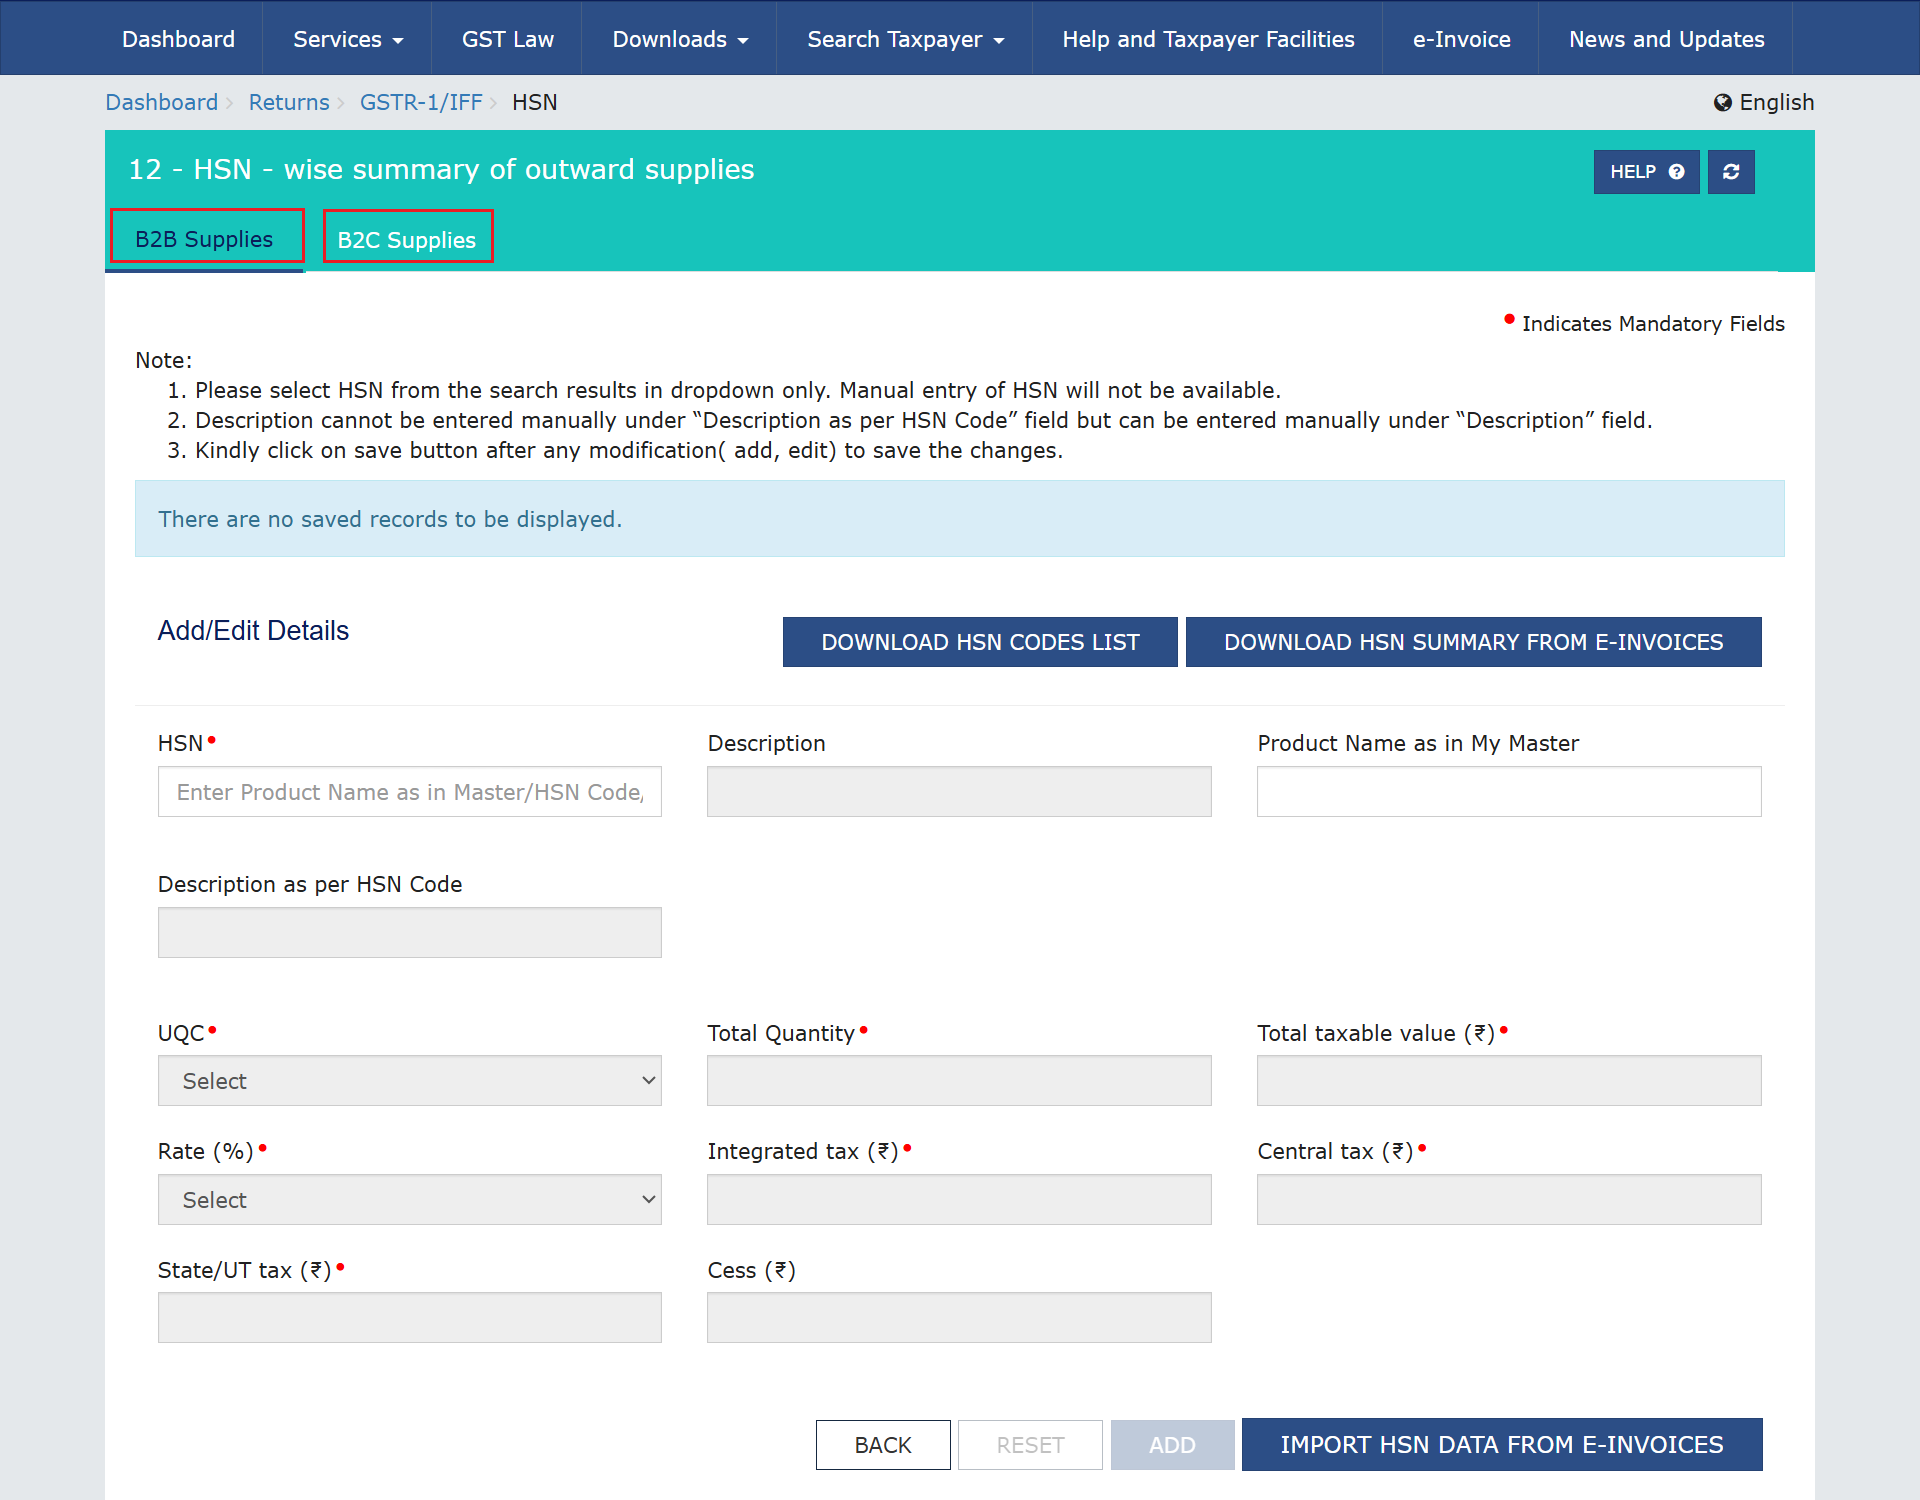 Dashboard Services GST Law Downloads Search Taxpayer Help and Taxpayer Facilities e-Invoice News and Updates
Dashboard Returns GSTR-1/IFF HSN English
12 - HSN - wise summary of outward supplies HELP
B2B Supplies B2C Supplies
Indicates Mandatory Fields
Note:
1. Please select HSN from the search results in dropdown only. Manual entry of HSN will not be available.
2. Description cannot be entered manually under “Description as per HSN Code” field but can be entered manually under “Description” field.
3. Kindly click on save button after any modification( add, edit) to save the changes.
There are no saved records to be displayed.
Add/Edit Details DOWNLOAD HSN CODES LIST DOWNLOAD HSN SUMMARY FROM E-INVOICES
HSN Description Product Name as in My Master
Enter Product Name as in Master/HSN Code,
Description as per HSN Code
UQC Total Quantity Total taxable value (₹)
Select
Rate (%) Integrated tax (₹) Central tax (₹)
Select
State/UT tax (₹) Cess (₹)
BACK RESET ADD IMPORT HSN DATA FROM E-INVOICES